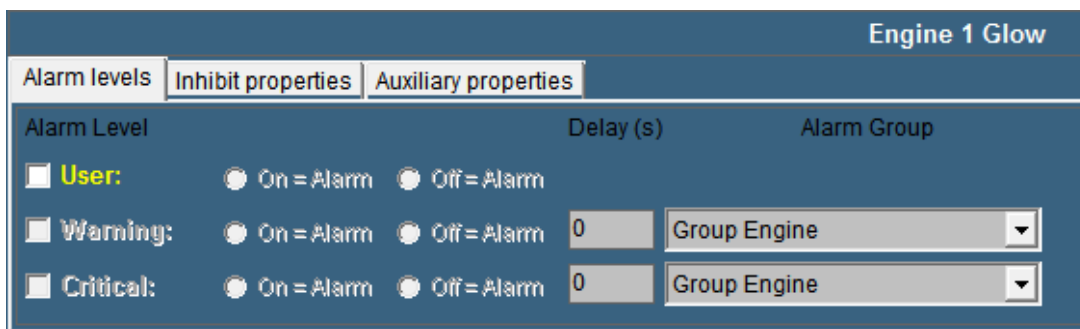 Engine 1 Glow
Alarm levels Inhibit properties Auxiliary properties
Alarm Level Delay (s) Alarm Group
User: On = Alarm Off = Alarm
Warning: On = Alarm Off = Alarm 0 Group Engine
Critical: On = Alarm Off = Alarm 0 Group Engine